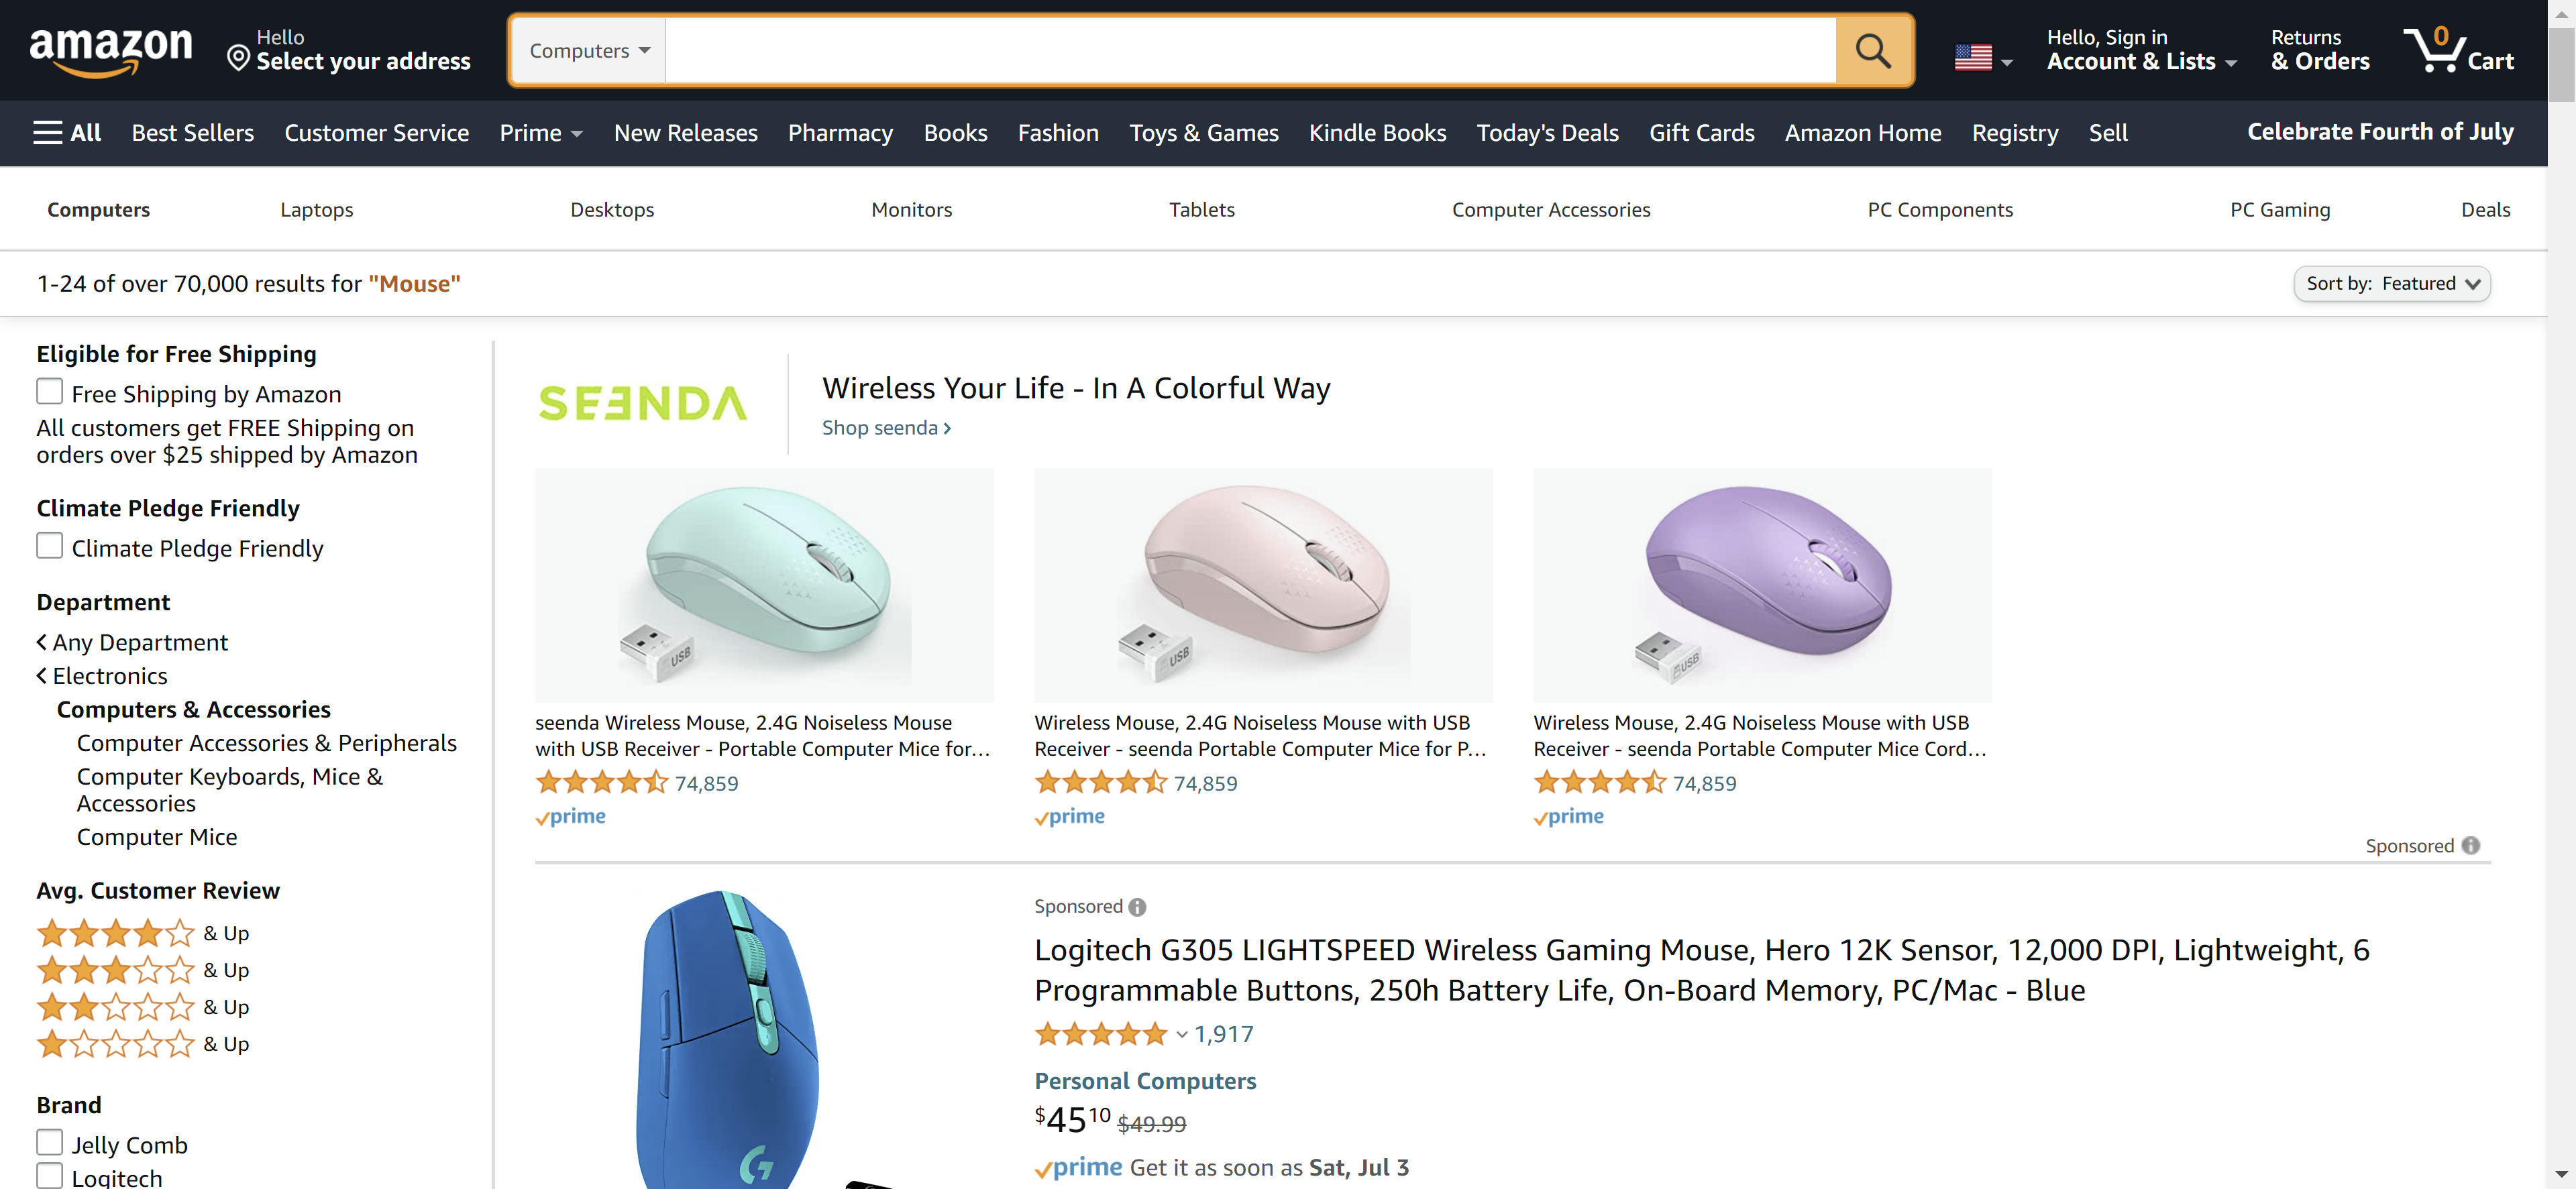 amazon
Hello
Select your address
Computers
Hello, Sign in
Account & Lists
Returns
& Orders
0
Cart
All
Best Sellers
Customer Service
Prime
New Releases
Pharmacy
Books
Fashion
Toys & Games
Kindle Books
Today's Deals
Gift Cards
Amazon Home
Registry
Sell
Celebrate Fourth of July
Computers
Laptops
Desktops
Monitors
Tablets
Computer Accessories
PC Components
PC Gaming
Deals
1-24 of over 70,000 results for "Mouse"
Sort by: Featured
Eligible for Free Shipping
Free Shipping by Amazon
All customers get FREE Shipping on
orders over $25 shipped by Amazon
Climate Pledge Friendly
Climate Pledge Friendly
Department
Any Department
Electronics
Computers & Accessories
Computer Accessories & Peripherals
Computer Keyboards, Mice &
Accessories
Computer Mice
Avg. Customer Review
& Up
& Up
& Up
& Up
Brand
Jelly Comb
Logitech
SEENDA
Wireless Your Life - In A Colorful Way
Shop seenda
USB
USB
USB
seenda Wireless Mouse, 2.4G Noiseless Mouse
with USB Receiver - Portable Computer Mice for…
74,859
prime
Wireless Mouse, 2.4G Noiseless Mouse with USB
Receiver - seenda Portable Computer Mice for P…
74,859
prime
Wireless Mouse, 2.4G Noiseless Mouse with USB
Receiver - seenda Portable Computer Mice Cord…
74,859
prime
Sponsored
Sponsored
Logitech G305 LIGHTSPEED Wireless Gaming Mouse, Hero 12K Sensor, 12,000 DPI, Lightweight, 6
Programmable Buttons, 250h Battery Life, On-Board Memory, PC/Mac - Blue
1,917
Personal Computers
$45.10 $49.99
prime Get it as soon as Sat, Jul 3